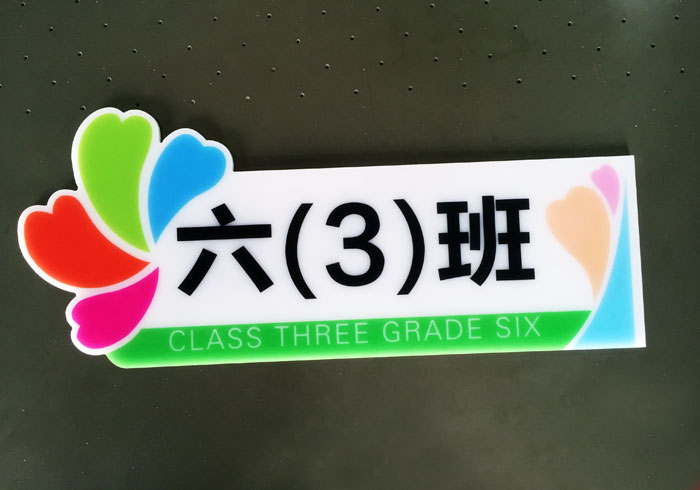 六(3)班
CLASS THREE GRADE SIX